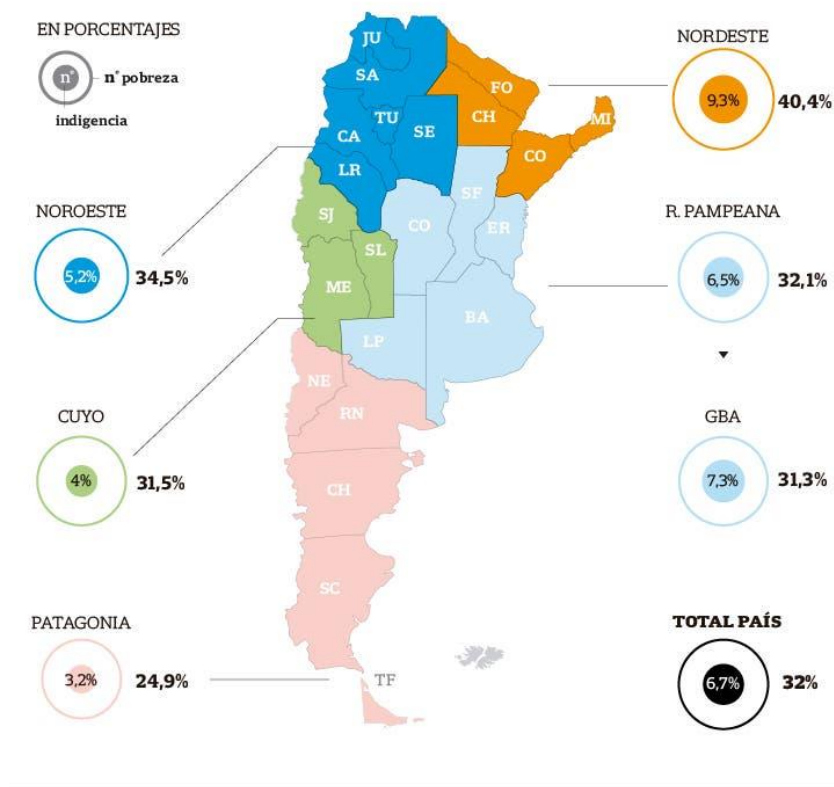 EN PORCENTAJES
n°
n° pobreza
indigencia
NORDESTE
9,3%
40,4%
NOROESTE
5,2%
34,5%
R. PAMPEANA
6,5%
32,1%
CUYO
4%
31,5%
GBA
7,3%
31,3%
PATAGONIA
3,2%
24,9%
TOTAL PAÍS
6,7%
32%
JU
SA
FO
TU
CH
MI
CA
SE
CO
LR
SF
SJ
CO
ER
SL
ME
BA
LP
NE
RN
CH
SC
TF